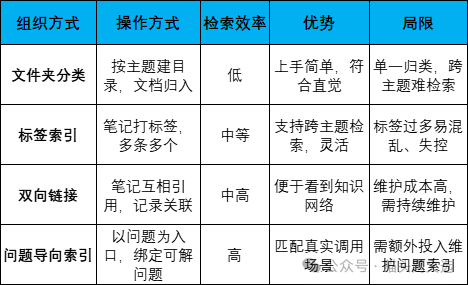 组织方式 操作方式 检索效率 优势 局限
文件夹分类 按主题建目录，文档归入 低 上手简单，符合直觉 单一归类，跨主题难检索
标签索引 笔记打标签，多条多个 中等 支持跨主题检索，灵活 标签过多易混乱、失控
双向链接 笔记互相引用，记录关联 中高 便于看到知识网络 维护成本高，需持续维护
问题导向索引 以问题为入口，绑定可解问题 高 匹配真实调用场景 需额外投入维护问题索引
公众号